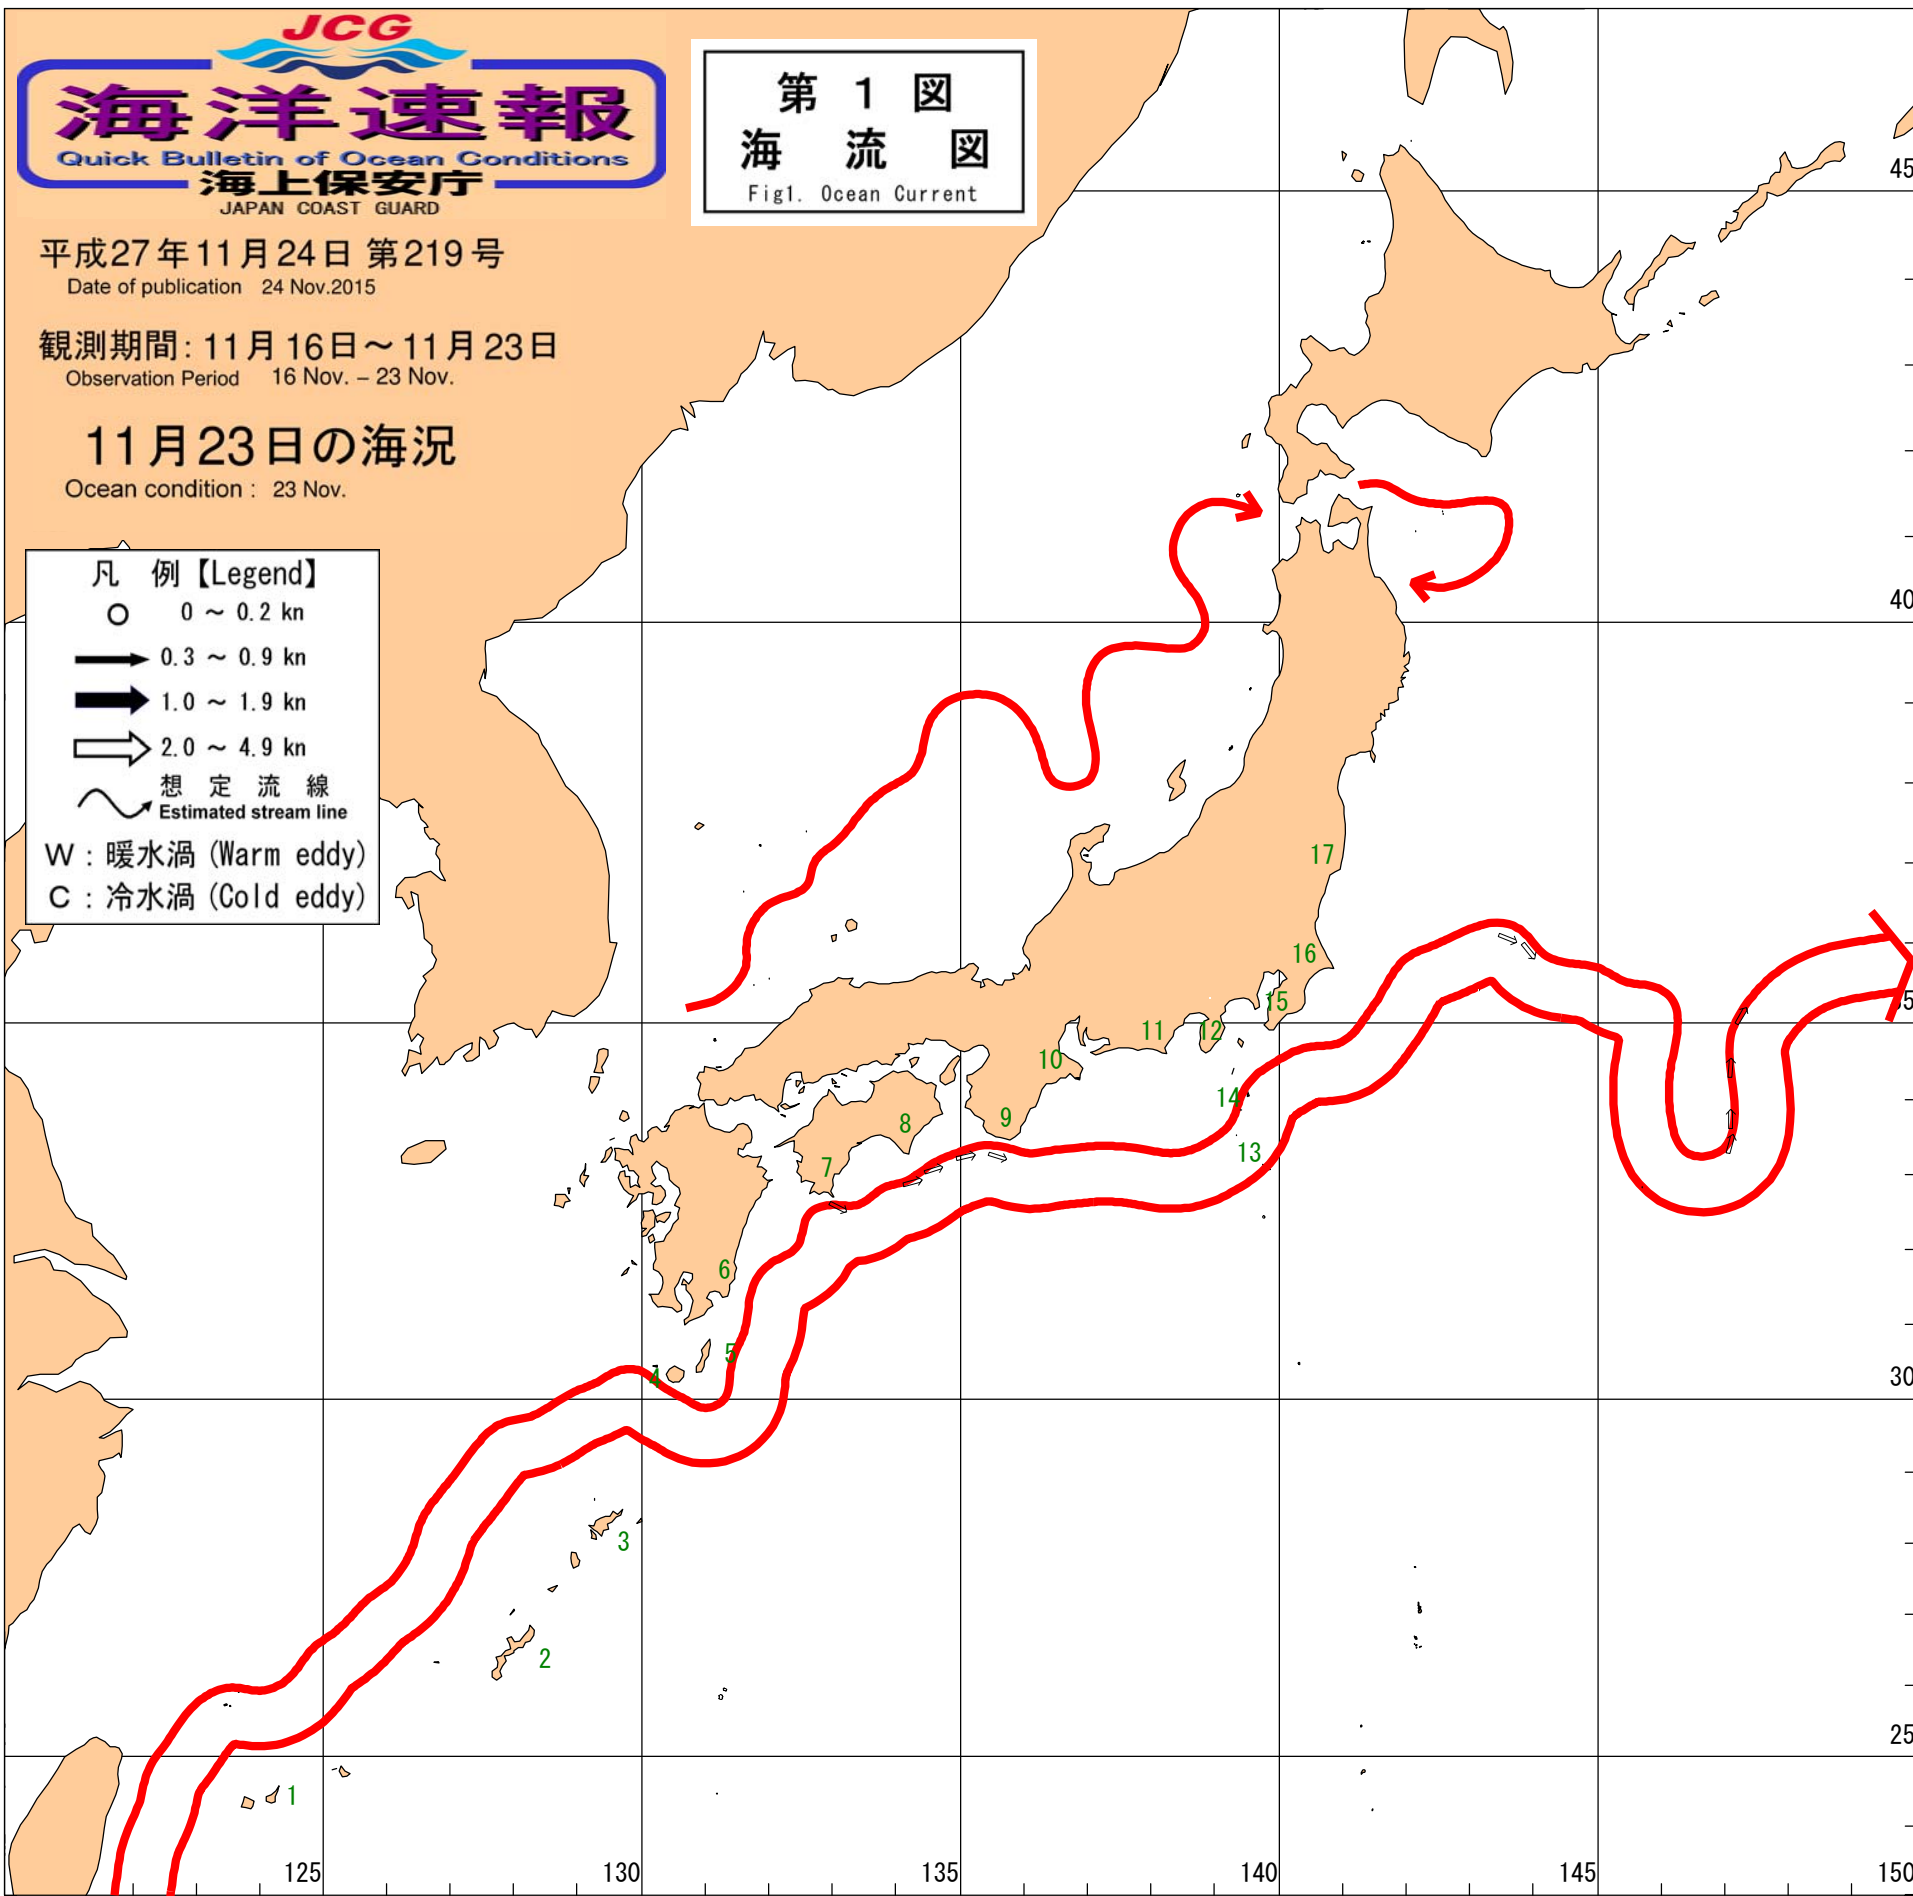 JCG
海洋速報
Quick Bulletin of Ocean Conditions
海上保安庁
JAPAN COAST GUARD
第 1 図
海 流 図
Fig1. Ocean Current
平成27年11月24日 第219号
Date of publication 24 Nov.2015
観測期間: 11月16日～11月23日
Observation Period 16 Nov. – 23 Nov.
11月23日の海況
Ocean condition : 23 Nov.
凡 例【Legend】
0 ～ 0.2 kn
0.3 ～ 0.9 kn
1.0 ～ 1.9 kn
2.0 ～ 4.9 kn
想 定 流 線
Estimated stream line
W : 暖水渦 (Warm eddy)
C : 冷水渦 (Cold eddy)
45
40
17
16
35
15
12
11
10
14
9
8
13
7
6
5
4
30
3
2
25
1
125
130
135
140
145
150